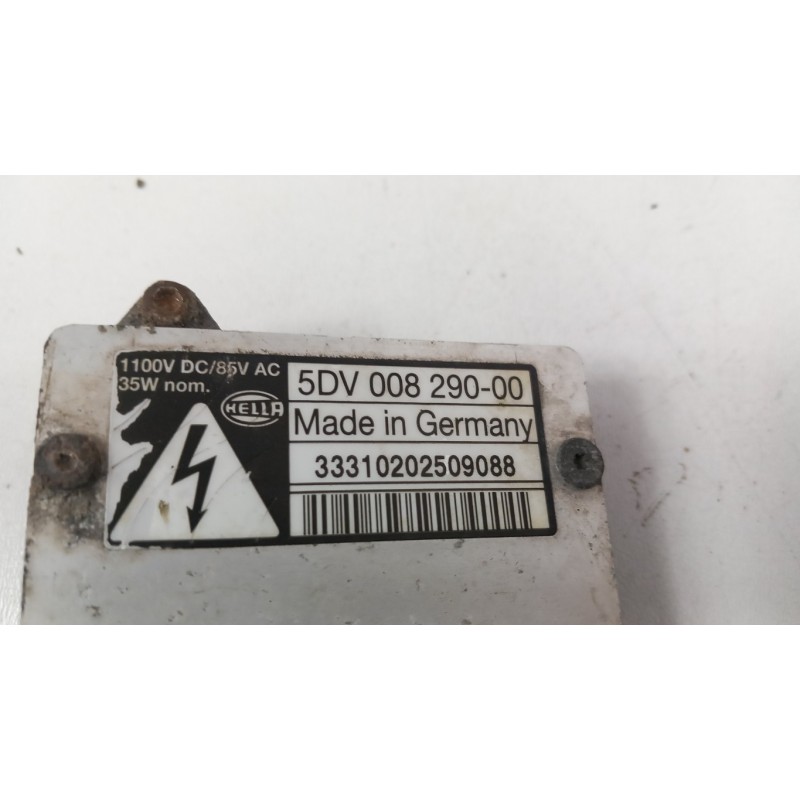 1100V DC/85V AC
35W nom.
HELLA
5DV 008 290-00
Made in Germany
33310202509088